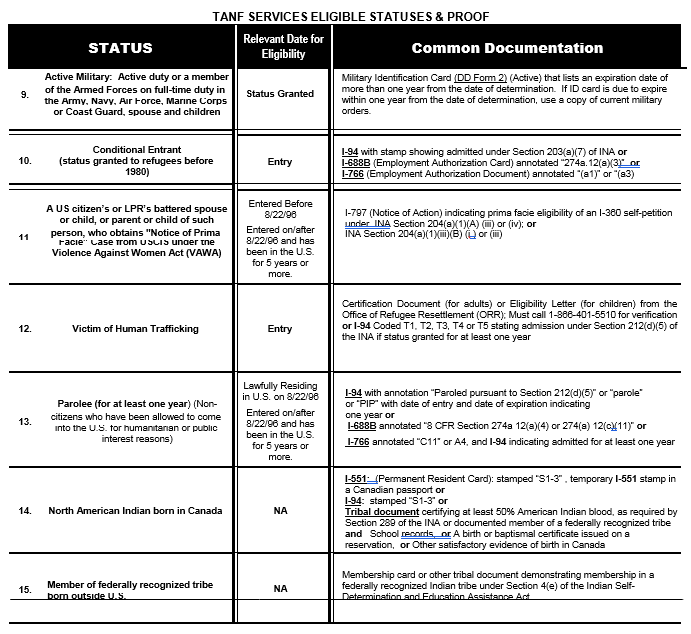 TANF SERVICES ELIGIBLE STATUSES & PROOF
STATUS
Relevant Date for
Eligibility
Common Documentation
9.
Active Military: Active duty or a member
of the Armed Forces on full-time duty in
the Army, Navy, Air Force, Marine Corps
or Coast Guard, spouse and children
Status Granted
Military Identification Card (DD Form 2) (Active) that lists an expiration date of
more than one year from the date of determination. If ID card is due to expire
within one year from the date of determination, use a copy of current military
orders.
10.
Conditional Entrant
(status granted to refugees before
1980)
Entry
I-94 with stamp showing admitted under Section 203(a)(7) of INA or
I-688B (Employment Authorization Card) annotated "274a.12(a)(3)" or
I-766 (Employment Authorization Document) annotated "(a1)" or "(a3)
11
A US citizen's or LPR's battered spouse
or child, or parent or child of such
person, who obtains "Notice of Prima
Facie" Case from USCIS under the
Violence Against Women Act (VAWA)
Entered Before
8/22/96
Entered on/after
8/22/96 and has
been in the U.S.
for 5 years or
more.
I-797 (Notice of Action) indicating prima facie eligibility of an I-360 self-petition
under INA Section 204(a)(1)(A) (iii) or (iv); or
INA Section 204(a)(1)(iii)(B) (i,) or (iii)
12.
Victim of Human Trafficking
Entry
Certification Document (for adults) or Eligibility Letter (for children) from the
Office of Refugee Resettlement (ORR); Must call 1-866-401-5510 for verification
or I-94 Coded T1, T2, T3, T4 or T5 stating admission under Section 212(d)(5) of
the INA if status granted for at least one year
13.
Parolee (for at least one year) (Non-
citizens who have been allowed to come
into the U.S. for humanitarian or public
interest reasons)
Lawfully Residing
in U.S. on 8/22/96
Entered on/after
8/22/96 and has
been in the U.S.
for 5 years or
more.
I-94 with annotation "Paroled pursuant to Section 212(d)(5)" or "parole"
or "PIP" with date of entry and date of expiration indicating
one year or
I-688B annotated "8 CFR Section 274a 12(a)(4) or 274(a) 12(c)(11)" or
I-766 annotated "C11" or A4, and I-94 indicating admitted for at least one year
14.
North American Indian born in Canada
NA
I-551: (Permanent Resident Card): stamped "S1-3" , temporary I-551 stamp in
a Canadian passport or
I-94: stamped "S1-3" or
Tribal document certifying at least 50% American Indian blood, as required by
Section 289 of the INA or documented member of a federally recognized tribe
and School records, or A birth or baptismal certificate issued on a
reservation, or Other satisfactory evidence of birth in Canada
15.
Member of federally recognized tribe
born outside U.S.
NA
Membership card or other tribal document demonstrating membership in a
federally recognized Indian tribe under Section 4(e) of the Indian Self-
Determination and Education Assistance Act